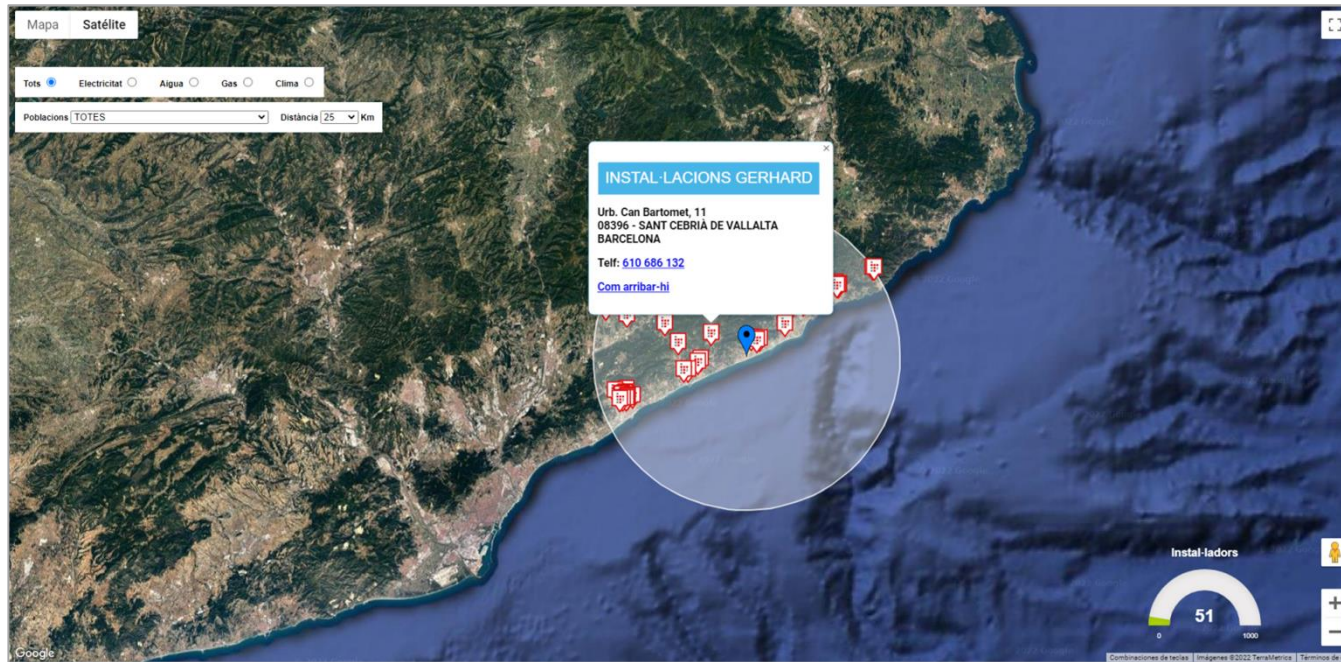 Mapa Satélite
Tots Electricitat Aigua Gas Clima
Poblacions TOTES Distància 25 Km
INSTAL·LACIONS GERHARD
Urb. Can Bartomet, 11
08396 - SANT CEBRIÀ DE VALLALTA
BARCELONA
Telf: 610 686 132
Com arribar-hi
Instal·ladors
51
0 1000
Google
Combinaciones de teclas Imágenes ©2022 TerraMetrics Términos de